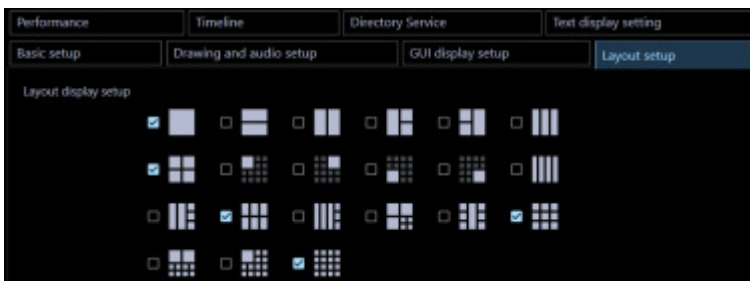 Performance Timeline Directory Service Text display setting
Basic setup Drawing and audio setup GUI display setup Layout setup
Layout display setup